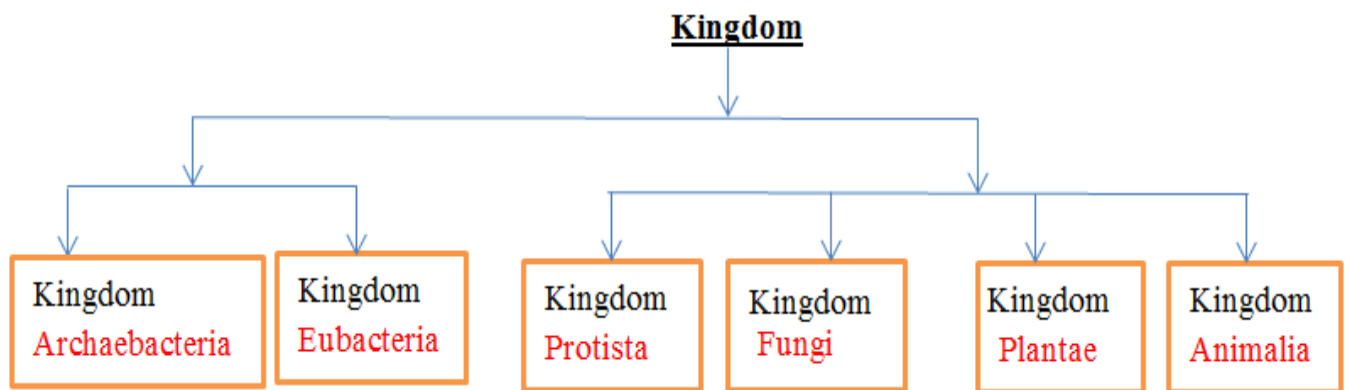 Kingdom
Kingdom
Archaebacteria
Kingdom
Eubacteria
Kingdom
Protista
Kingdom
Fungi
Kingdom
Plantae
Kingdom
Animalia